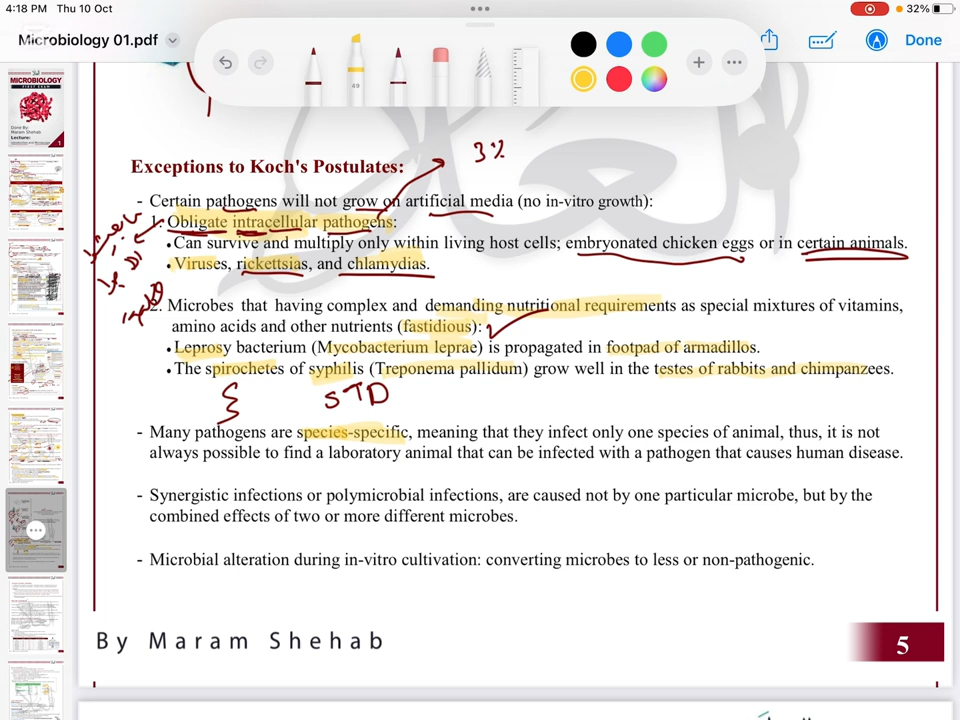 4:18 PM Thu 10 Oct
32%
Microbiology 01.pdf
Done
49
MICROBIOLOGY
FIRST EXAM
Exceptions to Koch's Postulates:
3%
- Certain pathogens will not grow on artificial media (no in-vitro growth):
1. Obligate intracellular pathogens:
• Can survive and multiply only within living host cells; embryonated chicken eggs or in certain animals.
• Viruses, rickettsias, and chlamydias.
2. Microbes that having complex and demanding nutritional requirements as special mixtures of vitamins,
amino acids and other nutrients (fastidious):
• Leprosy bacterium (Mycobacterium leprae) is propagated in footpad of armadillos.
• The spirochetes of syphilis (Treponema pallidum) grow well in the testes of rabbits and chimpanzees.
STD
- Many pathogens are species-specific, meaning that they infect only one species of animal, thus, it is not
always possible to find a laboratory animal that can be infected with a pathogen that causes human disease.
- Synergistic infections or polymicrobial infections, are caused not by one particular microbe, but by the
combined effects of two or more different microbes.
- Microbial alteration during in-vitro cultivation: converting microbes to less or non-pathogenic.
By Maram Shehab
5